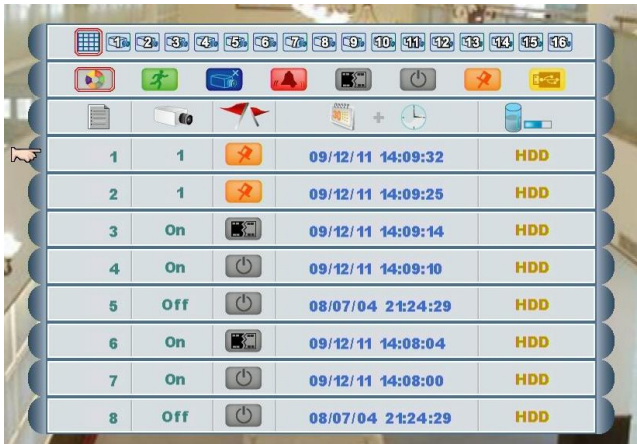 1 2 3 4 5 6 7 8 9 10 11 12 13 14 15 16
1 1 09/12/11 14:09:32 HDD
2 1 09/12/11 14:09:25 HDD
3 On 09/12/11 14:09:14 HDD
4 On 09/12/11 14:09:10 HDD
5 Off 08/07/04 21:24:29 HDD
6 On 09/12/11 14:08:04 HDD
7 On 09/12/11 14:08:00 HDD
8 Off 08/07/04 21:24:29 HDD